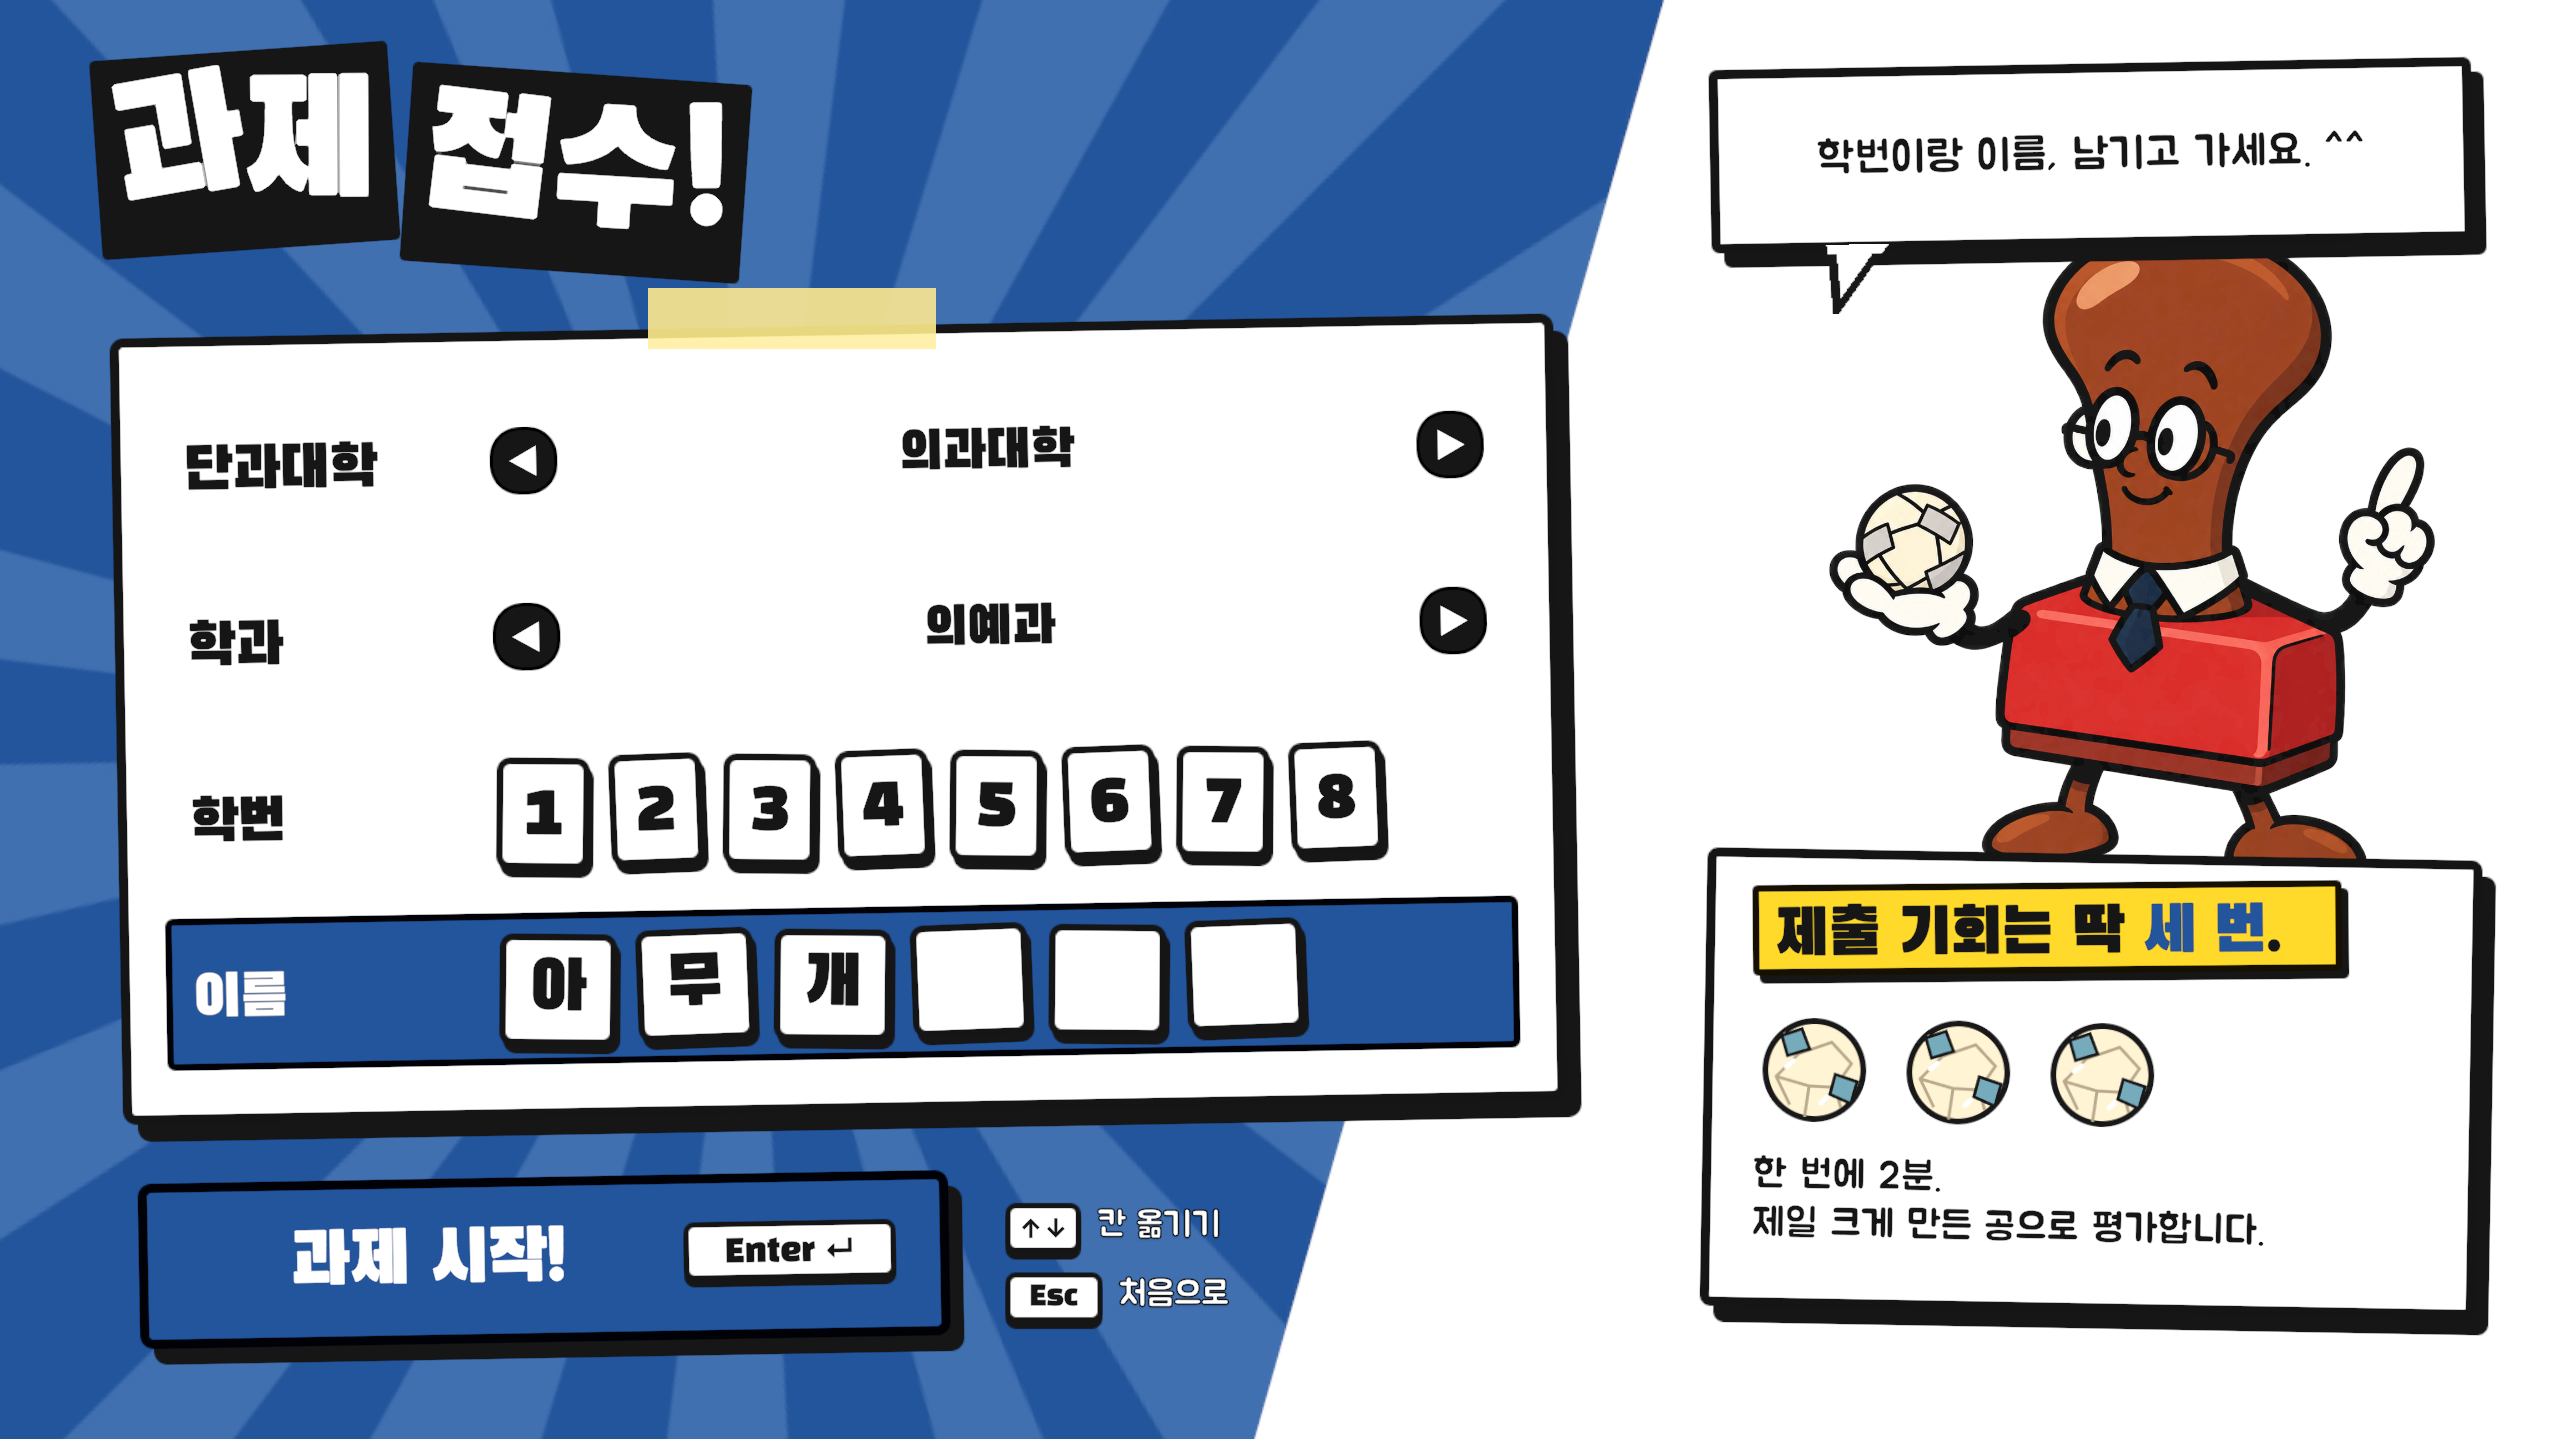 과제 접수!
학번이랑 이름, 남기고 가세요. ^^
단과대학 ◀ 의과대학 ▶
학과 ◀ 의예과 ▶
학번 1 2 3 4 5 6 7 8
이름 아 무 개
과제 시작! Enter ↵
↑↓ 칸 옮기기
Esc 처음으로
제출 기회는 딱 세 번.
한 번에 2분.
제일 크게 만든 공으로 평가합니다.